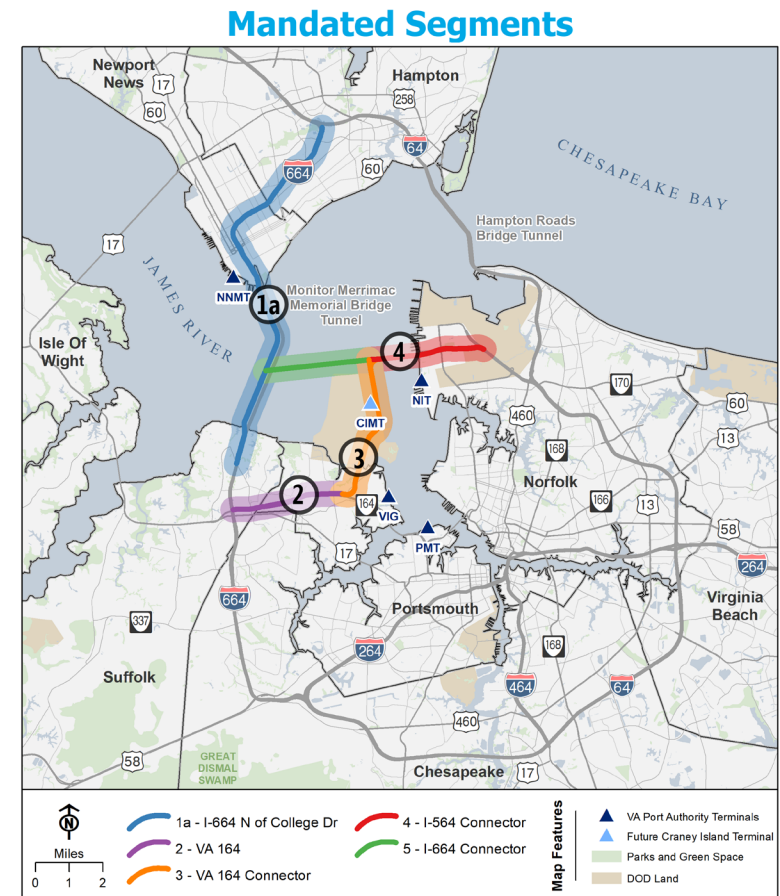 Mandated Segments
Newport
News
17
60
Hampton
258
64
664
60
CHESAPEAKE BAY
17
Hampton Roads
Bridge Tunnel
JAMES RIVER
NNMT
1a
Monitor Merrimac
Memorial Bridge
Tunnel
Isle Of
Wight
4
NIT
170
60
CIMT
460
13
168
3
Norfolk
2
164
VIG
166
13
PMT
58
17
264
664
Virginia
Beach
Portsmouth
337
264
168
Suffolk
464
64
460
58
GREAT
DISMAL
SWAMP
Chesapeake
17
N
Miles
0 1 2
1a - I-664 N of College Dr
2 - VA 164
3 - VA 164 Connector
4 - I-564 Connector
5 - I-664 Connector
Map Features
VA Port Authority Terminals
Future Craney Island Terminal
Parks and Green Space
DOD Land